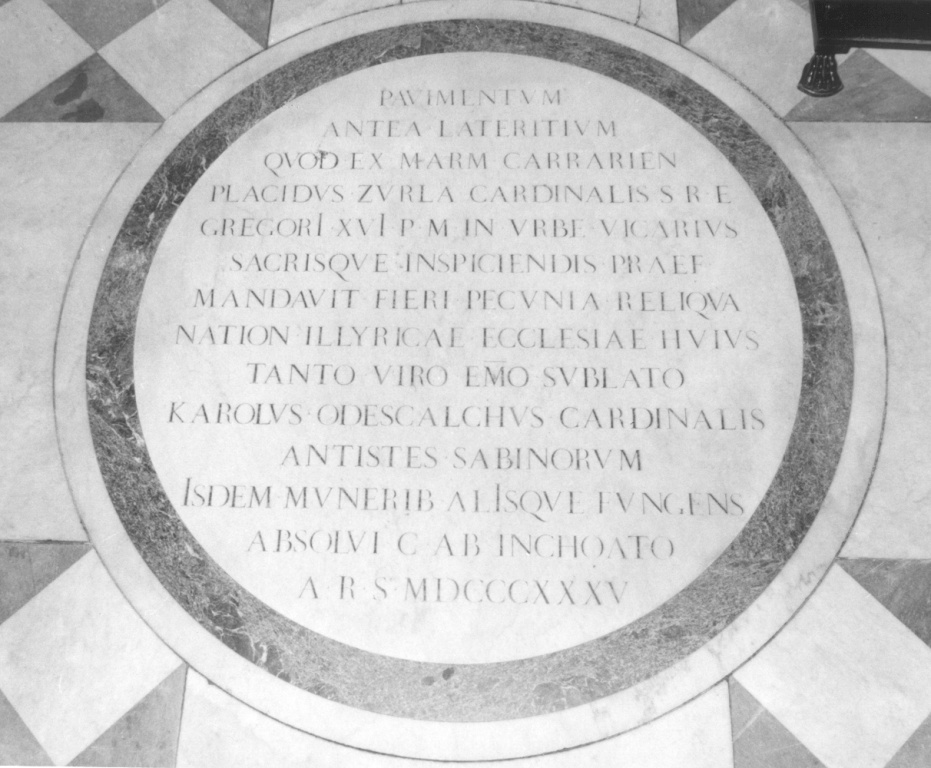 PAVIMENTVM
ANTEA · LATERITIVM
QVOD · EX · MARM · CARRARIEN
PLACIDVS · ZVRLA · CARDINALIS · S · R · E
GREGORI · XVI · P · M · IN · VRBE · VICARIVS
SACRISQVE · INSPICIENDIS · PRAEF
MANDAVIT · FIERI · PECVNIA · RELIQVA
NATION · ILLYRICAE · ECCLESIAE · HVIVS
TANTO · VIRO · EM̅O · SVBLATO
KAROLVS · ODESCALCHVS · CARDINALIS
ANTISTES · SABINORVM
ISDEM · MVNERIB · ALISQVE · FVNGENS
ABSOLVI · C · AB · INCHOATO
A · R · S · MDCCCXXXV